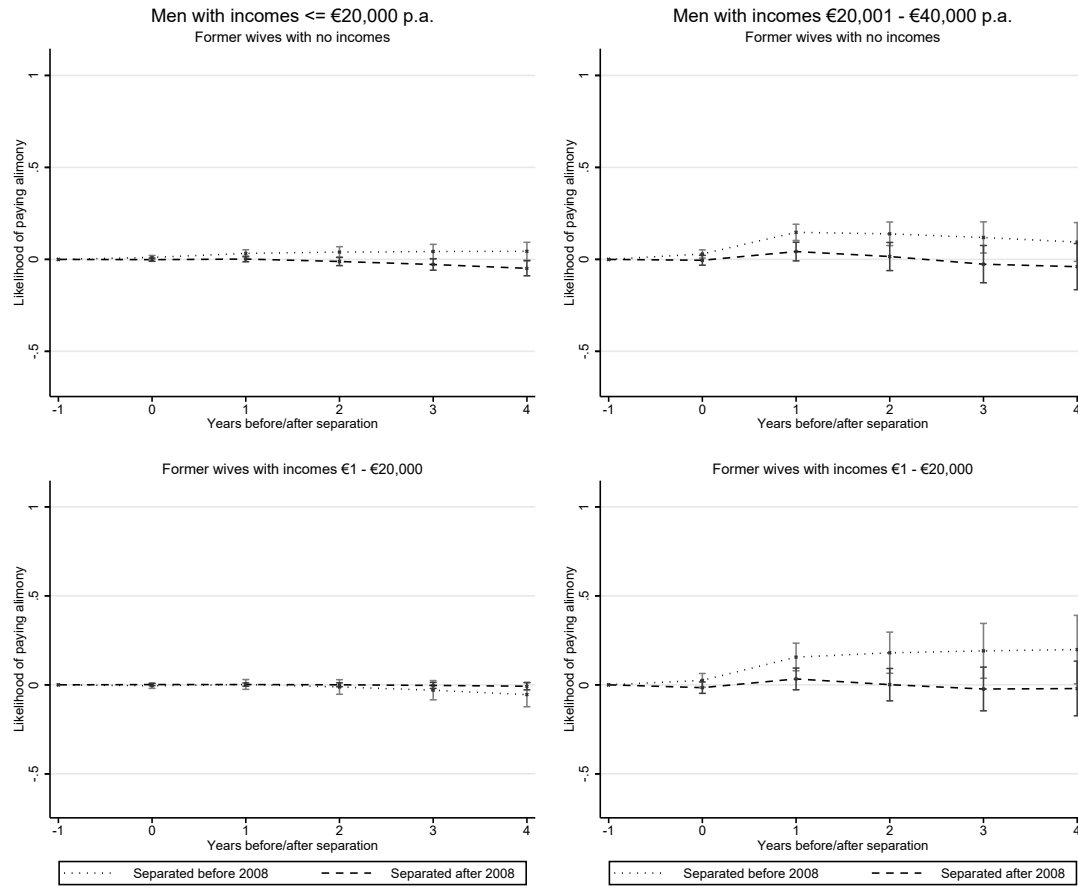 Men with incomes <= €20,000 p.a.
Former wives with no incomes
Likelihood of paying alimony
1
.5
0
-.5
-1 0 1 2 3 4
Years before/after separation
Men with incomes €20,001 - €40,000 p.a.
Former wives with no incomes
Likelihood of paying alimony
1
.5
0
-.5
-1 0 1 2 3 4
Years before/after separation
Former wives with incomes €1 - €20,000
Likelihood of paying alimony
1
.5
0
-.5
-1 0 1 2 3 4
Years before/after separation
Separated before 2008 Separated after 2008
Former wives with incomes €1 - €20,000
Likelihood of paying alimony
1
.5
0
-.5
-1 0 1 2 3 4
Years before/after separation
Separated before 2008 Separated after 2008